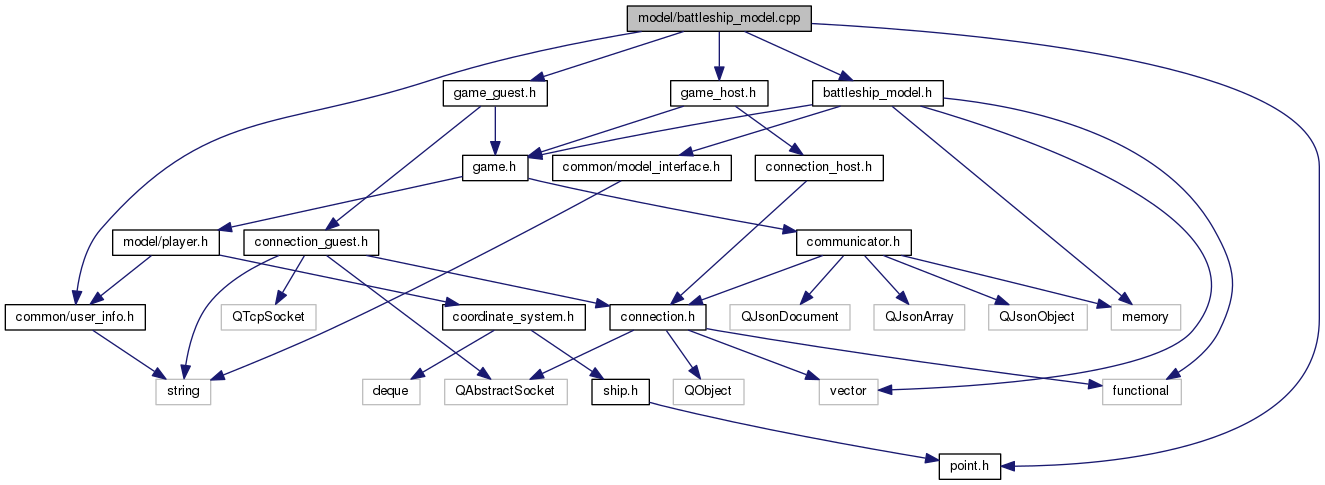 model/battleship_model.cpp
game_guest.h
game_host.h
battleship_model.h
game.h
common/model_interface.h
connection_host.h
model/player.h
connection_guest.h
communicator.h
common/user_info.h
QTcpSocket
coordinate_system.h
connection.h
QJsonDocument
QJsonArray
QJsonObject
memory
string
deque
QAbstractSocket
ship.h
QObject
vector
functional
point.h